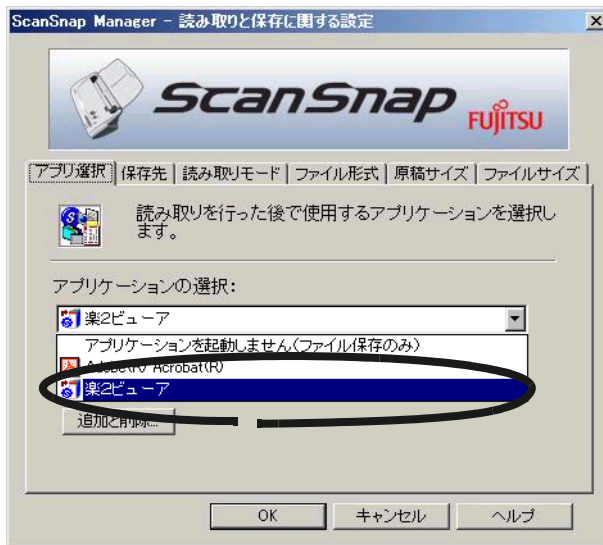 ScanSnap Manager - 読み取りと保存に関する設定
ScanSnap
FUJITSU
アプリ選択 保存先 読み取りモード ファイル形式 原稿サイズ ファイルサイズ
読み取りを行った後で使用するアプリケーションを選択し
ます。
アプリケーションの選択:
楽2ビューア
アプリケーションを起動しません(ファイル保存のみ)
Adobe(R) Acrobat(R)
楽2ビューア
追加と削除...
OK キャンセル ヘルプ